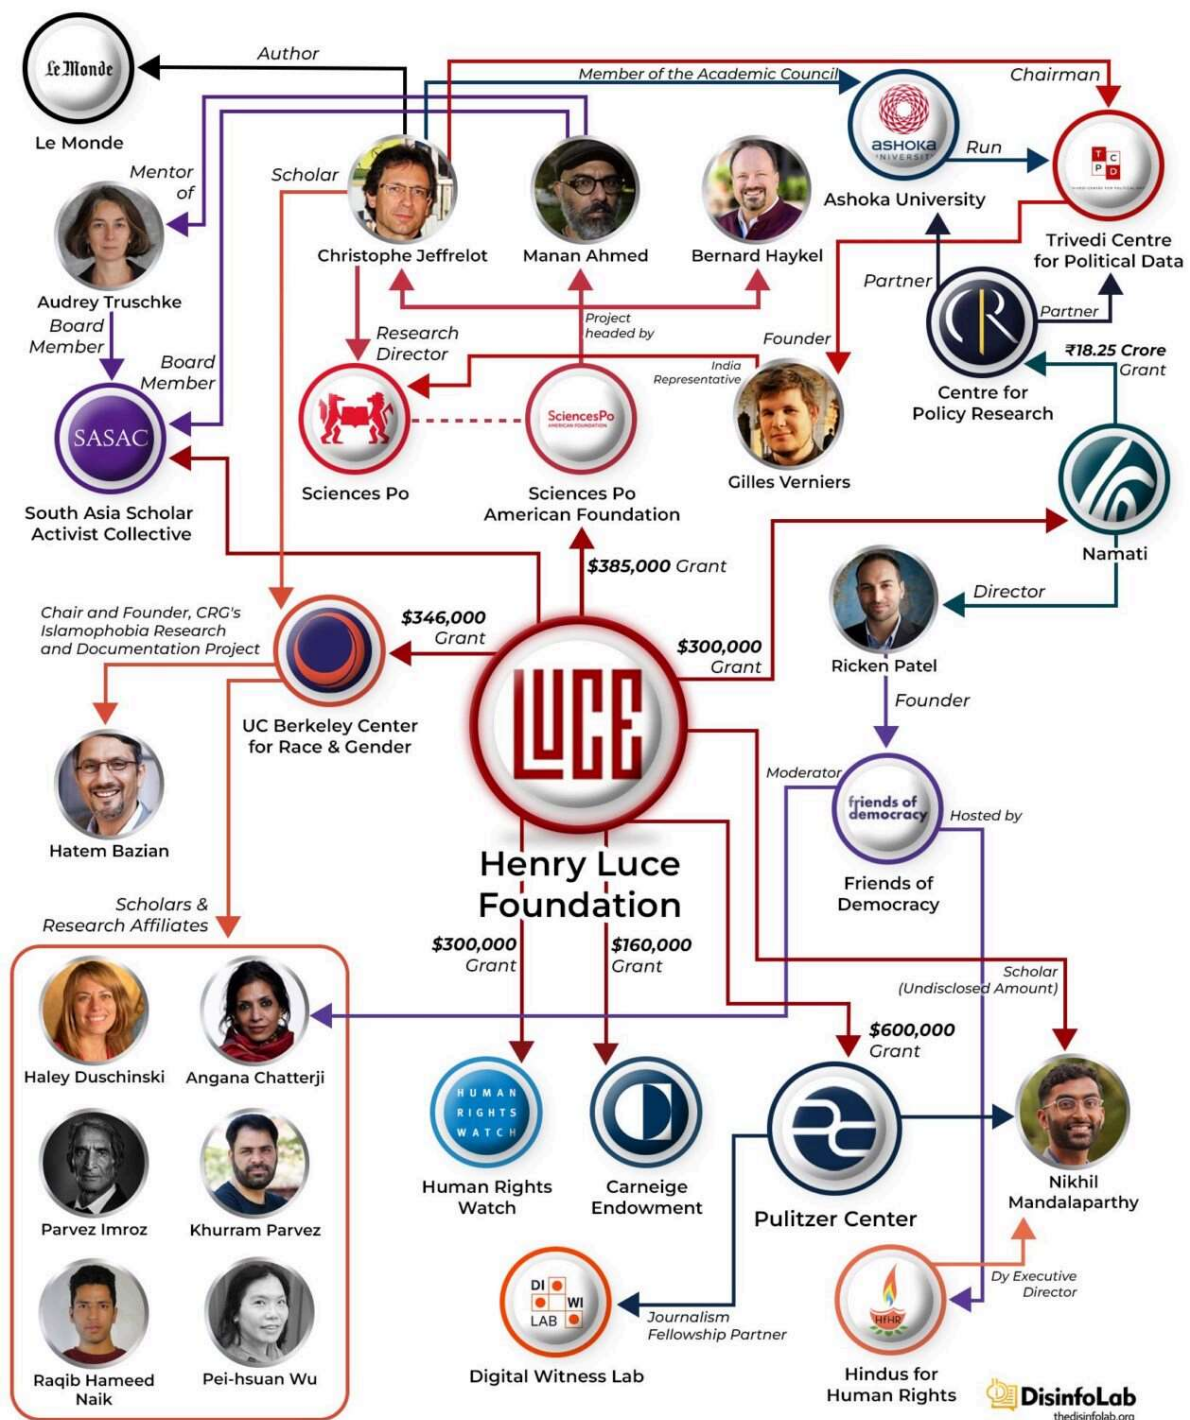 Le Monde
Le Monde
Author
Member of the Academic Council
Chairman
ASHOKA
UNIVERSITY
Run
T C
P D
Ashoka University
Trivedi Centre
for Political Data
Mentor
of
Scholar
Christophe Jeffrelot
Manan Ahmed
Bernard Haykel
Audrey Truschke
Board
Member
Board
Member
Research
Director
Project
headed by
India
Representative
Founder
Partner
Partner
CPR
Centre for
Policy Research
₹18.25 Crore
Grant
SASAC
South Asia Scholar
Activist Collective
Sciences Po
SciencesPo
AMERICAN FOUNDATION
Sciences Po
American Foundation
Gilles Verniers
Namati
$385,000 Grant
Director
Ricken Patel
Chair and Founder, CRG's
Islamophobia Research
and Documentation Project
$346,000
Grant
$300,000
Grant
UC Berkeley Center
for Race & Gender
LUCE
Henry Luce
Foundation
Founder
Moderator
friends of
democracy
Hosted by
Friends of
Democracy
Hatem Bazian
Scholars &
Research Affiliates
$300,000
Grant
$160,000
Grant
Scholar
(Undisclosed Amount)
$600,000
Grant
Haley Duschinski
Angana Chatterji
Parvez Imroz
Khurram Parvez
Raqib Hameed
Naik
Pei-hsuan Wu
HUMAN
RIGHTS
WATCH
Human Rights
Watch
Carneige
Endowment
Pulitzer Center
Nikhil
Mandalaparthy
DI
WI
LAB
Digital Witness Lab
Journalism
Fellowship Partner
Dy Executive
Director
HfHR
Hindus for
Human Rights
DisinfoLab
thedisinfolab.org